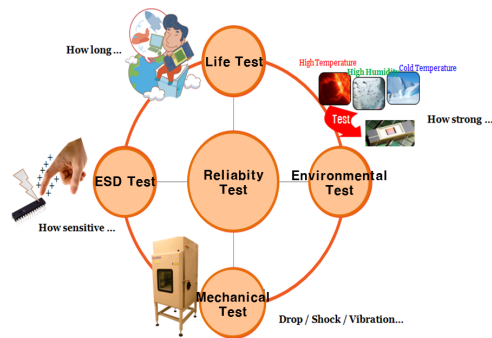 How long ...
Life Test
High Temperature
High Humidity
Cold Temperature
Test
How strong ...
ESD Test
Reliabity
Test
Environmental
Test
How sensitive ...
Mechanical
Test
Drop / Shock / Vibration...